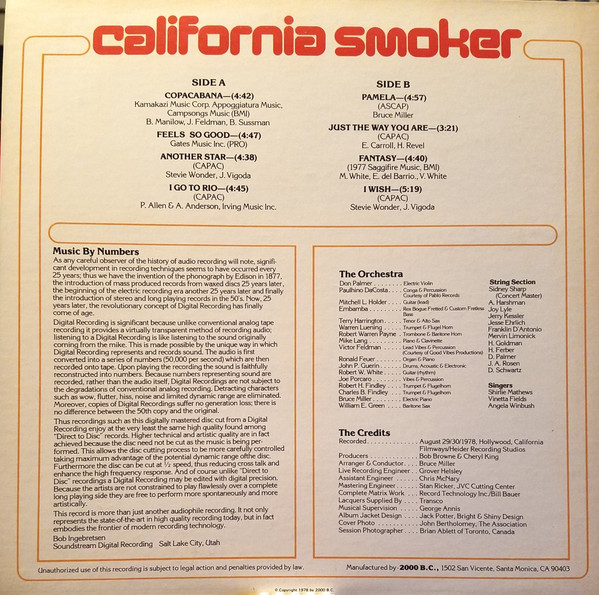 california smoker
SIDE A
COPACABANA—(4:42)
Kamakazi Music Corp. Appoggiatura Music,
Campsongs Music (BMI)
B. Manilow, J. Feldman, B. Sussman
FEELS SO GOOD—(4:47)
Gates Music Inc. (PRO)
ANOTHER STAR—(4:38)
(CAPAC)
Stevie Wonder, J. Vigoda
I GO TO RIO—(4:45)
(CAPAC)
P. Allen & A. Anderson, Irving Music Inc.
SIDE B
PAMELA—(4:57)
(ASCAP)
Bruce Miller
JUST THE WAY YOU ARE—(3:21)
(CAPAC)
E. Carroll, H. Revel
FANTASY—(4:40)
(1977 Saggifire Music, BMI)
M. White, E. del Barrio., V. White
I WISH—(5:19)
(CAPAC)
Stevie Wonder, J. Vigoda
Music By Numbers
As any careful observer of the history of audio recording will note, signifi-
cant development in recording techniques seems to have occurred every
25 years; thus we have the invention of the phonograph by Edison in 1877,
the introduction of mass produced records from waxed discs 25 years later,
the beginning of the electric recording era another 25 years later and finally
the introduction of stereo and long playing records in the 50's. Now, 25
years later, the revolutionary concept of Digital Recording has finally
come of age.
Digital Recording is significant because unlike conventional analog tape
recording it provides a virtually transparent method of recording audio;
listening to a Digital Recording is like listening to the sound originally
coming from the mike. This is made possible by the unique way in which
Digital Recording represents and records sound. The audio is first
converted into a series of numbers (50,000 per second) which are then
recorded onto tape. Upon playing the recording the sound is faithfully
reconstructed from these numbers. Because numbers representing sound are
recorded, rather than the audio itself, Digital Recordings are not subject to
the degradations of conventional analog recording. Detracting characters
such as wow, flutter, hiss, noise and limited dynamic range are eliminated.
Moreover, copies of Digital Recordings suffer no generation loss; there is
no difference between the 50th copy and the original.
Thus recordings such as this digitally mastered disc cut from a Digital
Recording enjoy at the very least the same high quality found among
"Direct to Disc" records. Higher technical and artistic quality are in fact
achieved because the disc need not be cut as the music is being per-
formed. This allows the disc cutting process to be more carefully controlled
taking maximum advantage of the potential dynamic range of the disc.
Furthermore the disc can be cut at ½ speed, thus reducing cross talk and
enhance the high frequency response. And of course unlike "Direct to
Disc" recordings a Digital Recording may be edited with digital precision.
Because the artists are not constrained to play flawlessly over a complete
long playing side they are free to perform more spontaneously and more
artistically.
This record is more than just another audiophile recording. It not only
represents the state-of-the-art in high quality recording today, but in fact
embodies the frontier of modern recording technology.
Bob Ingebretsen
Soundstream Digital Recording Salt Lake City, Utah
The Orchestra
Don Palmer Electric Violin
Paulhino DaCosta Conga & Percussion
Courtesy of Pablo Records
Mitchell L. Holder Guitar (lead)
Embamba Rox Bogue Fretted & Custom Fretless
Bass
Terry Harrington Tenor & Alto Sax
Warren Luening Trumpet & Flugel Horn
Robert Warren Payne Trombone & Baritone Horn
Mike Lang Piano & Clarinette
Victor Feldman Lead Vibes & Percussion
(Courtesy of Good Vibes Productions)
Ronald Feuer Organ & Piano
John P. Guerin Drums, Acoustic & Electronic
Robert W. White Guitar (rhythm)
Joe Porcaro Vibes & Percussion
Robert H. Findley Trumpet & Flugelhorn
Charles B. Findley Trumpet & Flugelhorn
Bruce Miller Electric Piano
William E. Green Baritone Sax
String Section
Sidney Sharp
(Concert Master)
A. Harshman
Joy Lyle
Jerry Kessler
Jesse Ehrlich
Franklin D'Antonio
Mervin Limonick
H. Goldman
H. Ferber
D. Palmer
J. A. Rosen
D. Schwartz
Singers
Shirlie Mathews
Vinetta Fields
Angela Winbush
The Credits
Recorded August 29/30/1978, Hollywood, California
Filmways/Heider Recording Studios
Producers Bob Browne & Cheryl King
Arranger & Conductor Bruce Miller
Live Recording Engineer Grover Helsley
Assistant Engineer Chris McNary
Mastering Engineer Stan Ricker, JVC Cutting Center
Complete Matrix Work Record Technology Inc/Bill Bauer
Lacquers Supplied By Transco
Musical Supervision George Annis
Album Jacket Design Jack Potter, Bright & Shiny Design
Cover Photo John Bertholomey, The Association
Session Photographer Brian Ablett of Toronto, Canada
Unauthorized use of this recording is subject to legal action and penalties provided by law.
Manufactured by 2000 B.C., 1502 San Vicente, Santa Monica, CA 90403
© Copyright 1978 by 2000 B.C.